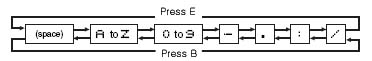 Press E
(space) A to Z 0 to 9 – . : /
Press B